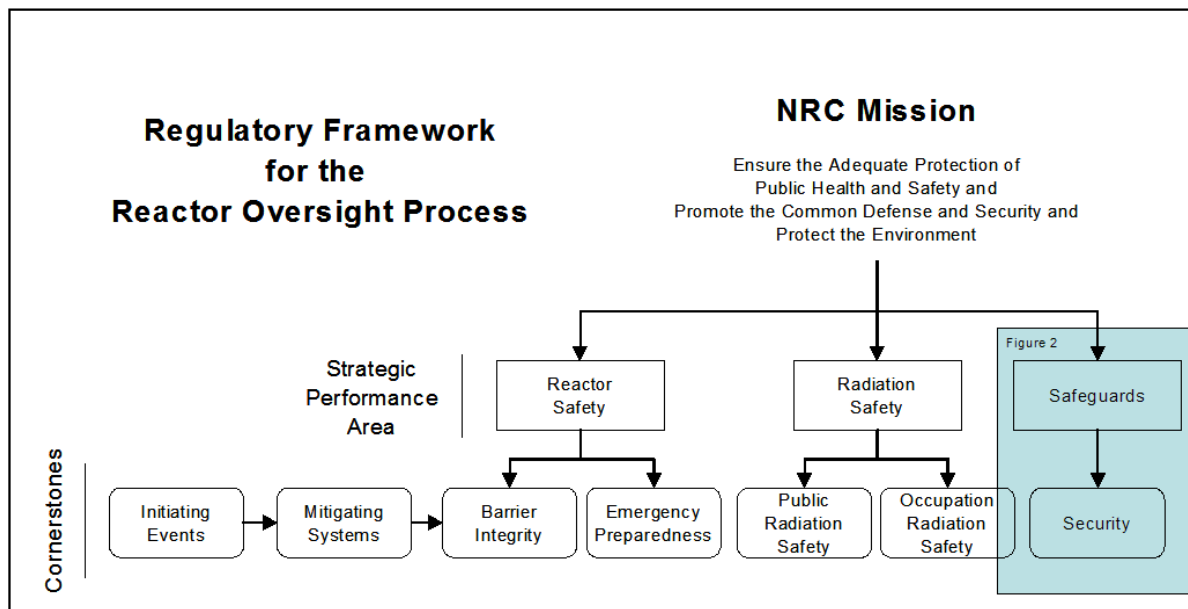 Regulatory Framework
for the
Reactor Oversight Process
NRC Mission
Ensure the Adequate Protection of
Public Health and Safety and
Promote the Common Defense and Security and
Protect the Environment
Strategic
Performance
Area
Reactor
Safety
Radiation
Safety
Figure 2
Safeguards
Cornerstones
Initiating
Events
Mitigating
Systems
Barrier
Integrity
Emergency
Preparedness
Public
Radiation
Safety
Occupation
Radiation
Safety
Security